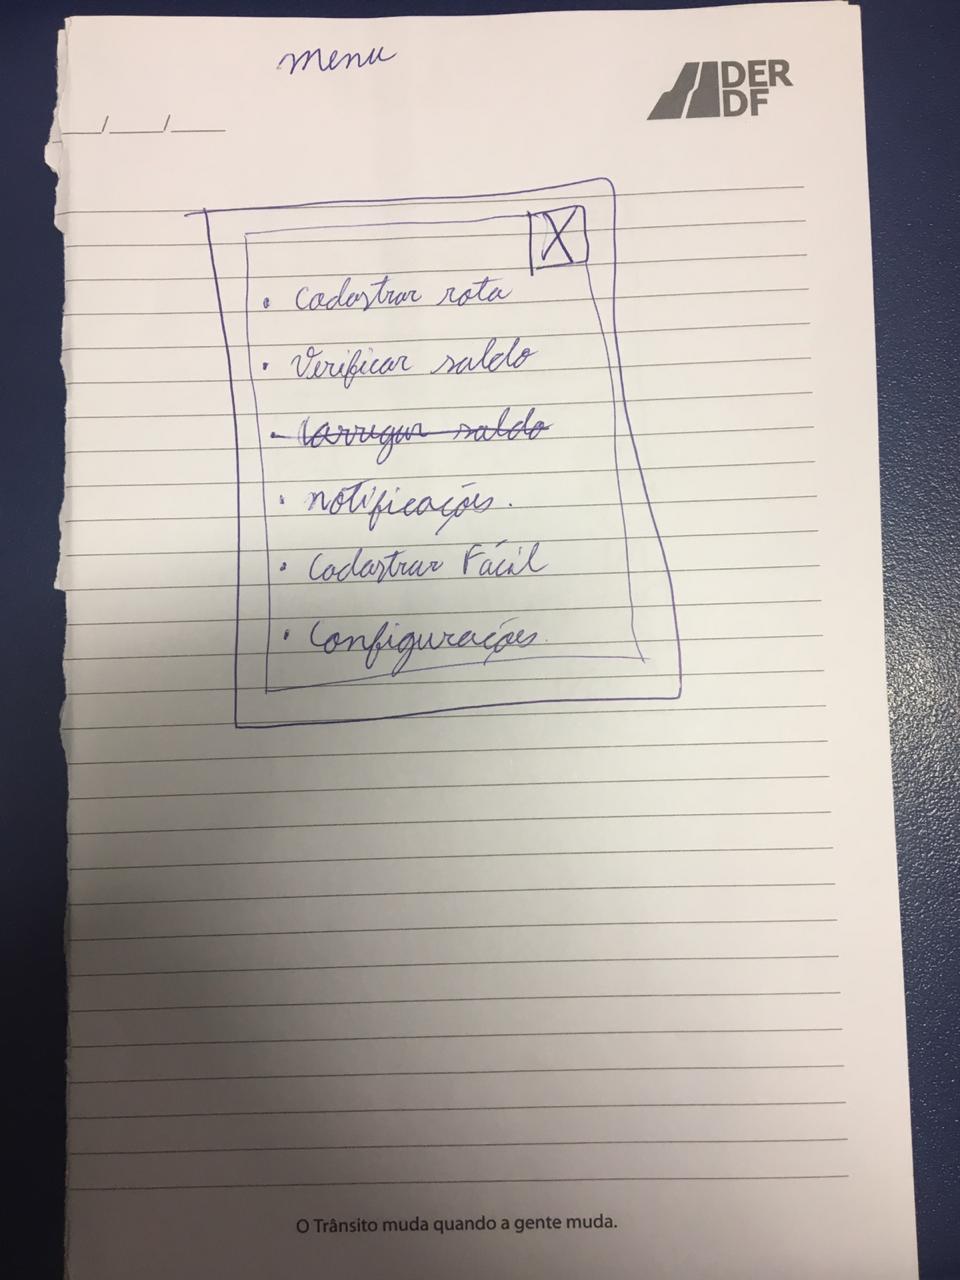 menu
DER
DF
___/___/___
X
• Cadastrar rota
• Verificar saldo
• Carregar saldo
• notificações.
• Cadastrar Fácil
• Configurações.
O Trânsito muda quando a gente muda.